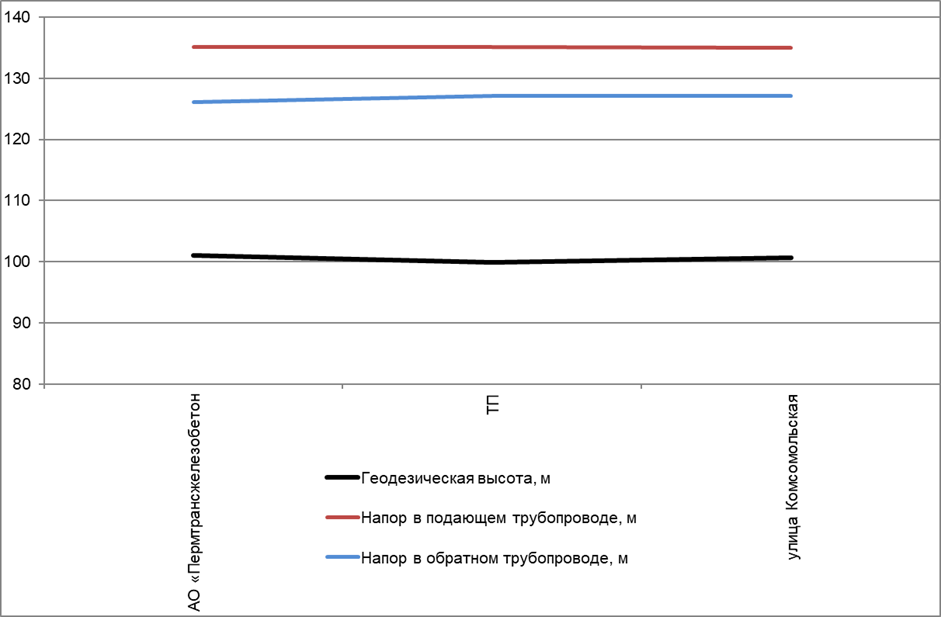 140
130
120
110
100
90
80
АО «Пермтрансжелезобетон
ТП
улица Комсомольская
Геодезическая высота, м
Напор в подающем трубопроводе, м
Напор в обратном трубопроводе, м